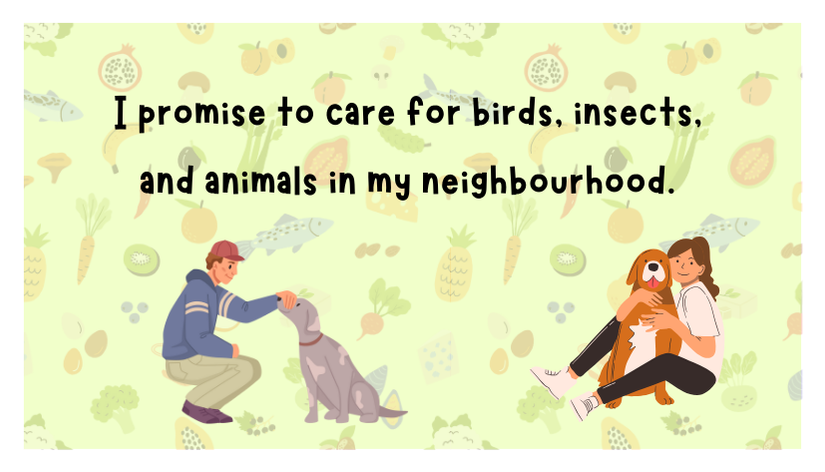 I promise to care for birds, insects,
and animals in my neighbourhood.